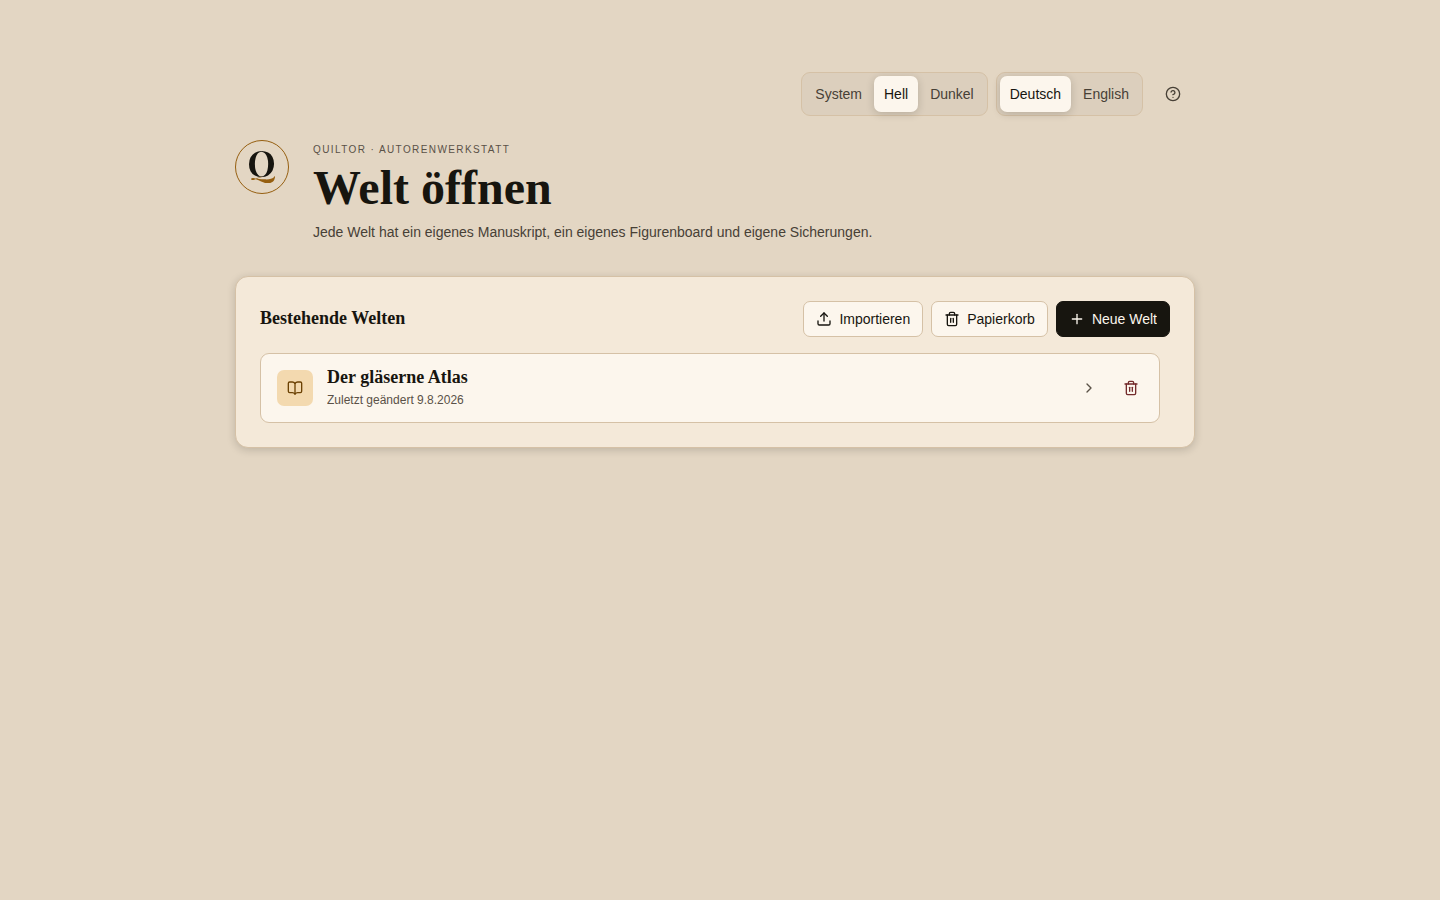 System Hell Dunkel Deutsch English
Q
QUILTOR · AUTORENWERKSTATT
Welt öffnen
Jede Welt hat ein eigenes Manuskript, ein eigenes Figurenboard und eigene Sicherungen.
Bestehende Welten Importieren Papierkorb Neue Welt
Der gläserne Atlas
Zuletzt geändert 9.8.2026